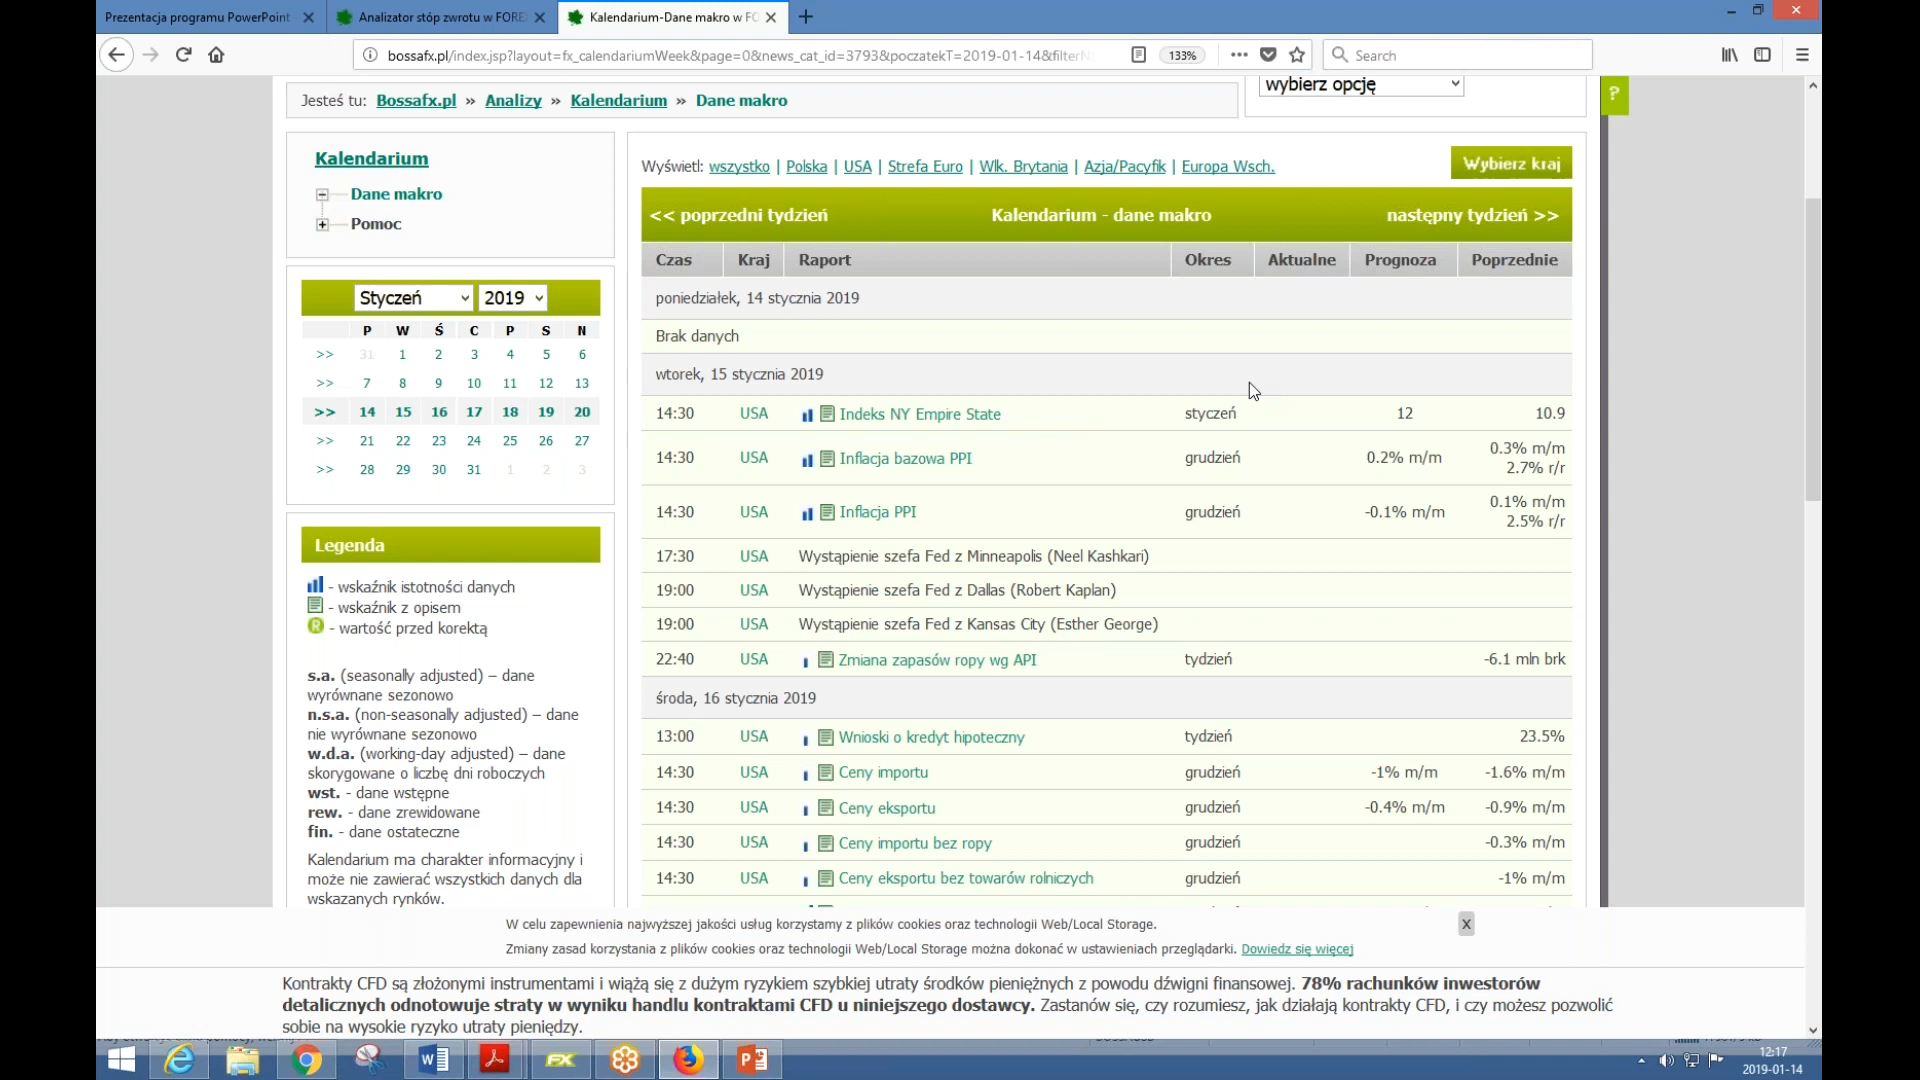 Prezentacja programu PowerPoint
Analizator stóp zwrotu w FORE
Kalendarium-Dane makro w FO
bossafx.pl/index.jsp?layout=fx_calendariumWeek&page=0&news_cat_id=3793&poczatekT=2019-01-14&filterN
133%
Search
Jesteś tu: Bossafx.pl » Analizy » Kalendarium » Dane makro
wybierz opcję
?
Kalendarium
Dane makro
Pomoc
Styczeń 2019
P W Ś C P S N
>> 31 1 2 3 4 5 6
>> 7 8 9 10 11 12 13
>> 14 15 16 17 18 19 20
>> 21 22 23 24 25 26 27
>> 28 29 30 31 1 2 3
Legenda
- wskaźnik istotności danych
- wskaźnik z opisem
R - wartość przed korektą
s.a. (seasonally adjusted) – dane
wyrównane sezonowo
n.s.a. (non-seasonally adjusted) – dane
nie wyrównane sezonowo
w.d.a. (working-day adjusted) – dane
skorygowane o liczbę dni roboczych
wst. - dane wstępne
rew. - dane zrewidowane
fin. - dane ostateczne
Kalendarium ma charakter informacyjny i
może nie zawierać wszystkich danych dla
wskazanych rynków.
Wyświetl: wszystko | Polska | USA | Strefa Euro | Wlk. Brytania | Azja/Pacyfik | Europa Wsch.
Wybierz kraj
<< poprzedni tydzień Kalendarium - dane makro następny tydzień >>
Czas Kraj Raport Okres Aktualne Prognoza Poprzednie
poniedziałek, 14 stycznia 2019
Brak danych
wtorek, 15 stycznia 2019
14:30 USA Indeks NY Empire State styczeń 12 10.9
14:30 USA Inflacja bazowa PPI grudzień 0.2% m/m 0.3% m/m
2.7% r/r
14:30 USA Inflacja PPI grudzień -0.1% m/m 0.1% m/m
2.5% r/r
17:30 USA Wystąpienie szefa Fed z Minneapolis (Neel Kashkari)
19:00 USA Wystąpienie szefa Fed z Dallas (Robert Kaplan)
19:00 USA Wystąpienie szefa Fed z Kansas City (Esther George)
22:40 USA Zmiana zapasów ropy wg API tydzień -6.1 mln brk
środa, 16 stycznia 2019
13:00 USA Wnioski o kredyt hipoteczny tydzień 23.5%
14:30 USA Ceny importu grudzień -1% m/m -1.6% m/m
14:30 USA Ceny eksportu grudzień -0.4% m/m -0.9% m/m
14:30 USA Ceny importu bez ropy grudzień -0.3% m/m
14:30 USA Ceny eksportu bez towarów rolniczych grudzień -1% m/m
W celu zapewnienia najwyższej jakości usług korzystamy z plików cookies oraz technologii Web/Local Storage.
X
Zmiany zasad korzystania z plików cookies oraz technologii Web/Local Storage można dokonać w ustawieniach przeglądarki. Dowiedz się więcej
Kontrakty CFD są złożonymi instrumentami i wiążą się z dużym ryzykiem szybkiej utraty środków pieniężnych z powodu dźwigni finansowej. 78% rachunków inwestorów
detalicznych odnotowuje straty w wyniku handlu kontraktami CFD u niniejszego dostawcy. Zastanów się, czy rozumiesz, jak działają kontrakty CFD, i czy możesz pozwolić
sobie na wysokie ryzyko utraty pieniędzy.
FX
12:17
2019-01-14